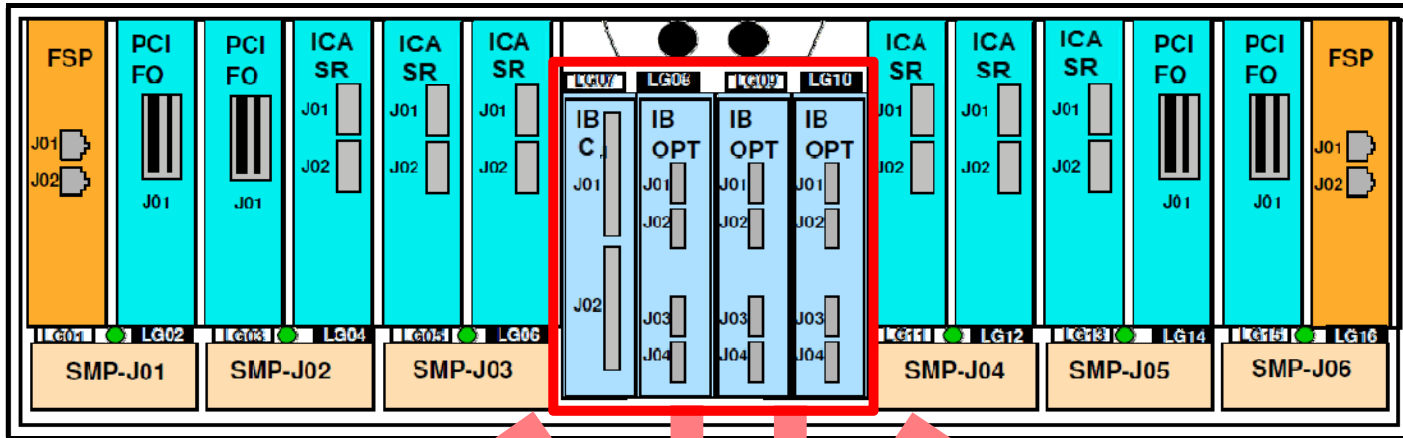 FSP
J01
J02
LG01
PCI
FO
J01
LG02
PCI
FO
J01
LG03
ICA
SR
J01
J02
LG04
ICA
SR
J01
J02
LG05
ICA
SR
J01
J02
LG06
LG07
IB
C
J01
J02
LG08
IB
OPT
J01
J02
J03
J04
LG09
IB
OPT
J01
J02
J03
J04
LG10
IB
OPT
J01
J02
J03
J04
ICA
SR
J01
J02
LG11
ICA
SR
J01
J02
LG12
ICA
SR
J01
J02
LG13
PCI
FO
J01
LG14
PCI
FO
J01
LG15
FSP
J01
J02
LG16
SMP-J01
SMP-J02
SMP-J03
SMP-J04
SMP-J05
SMP-J06